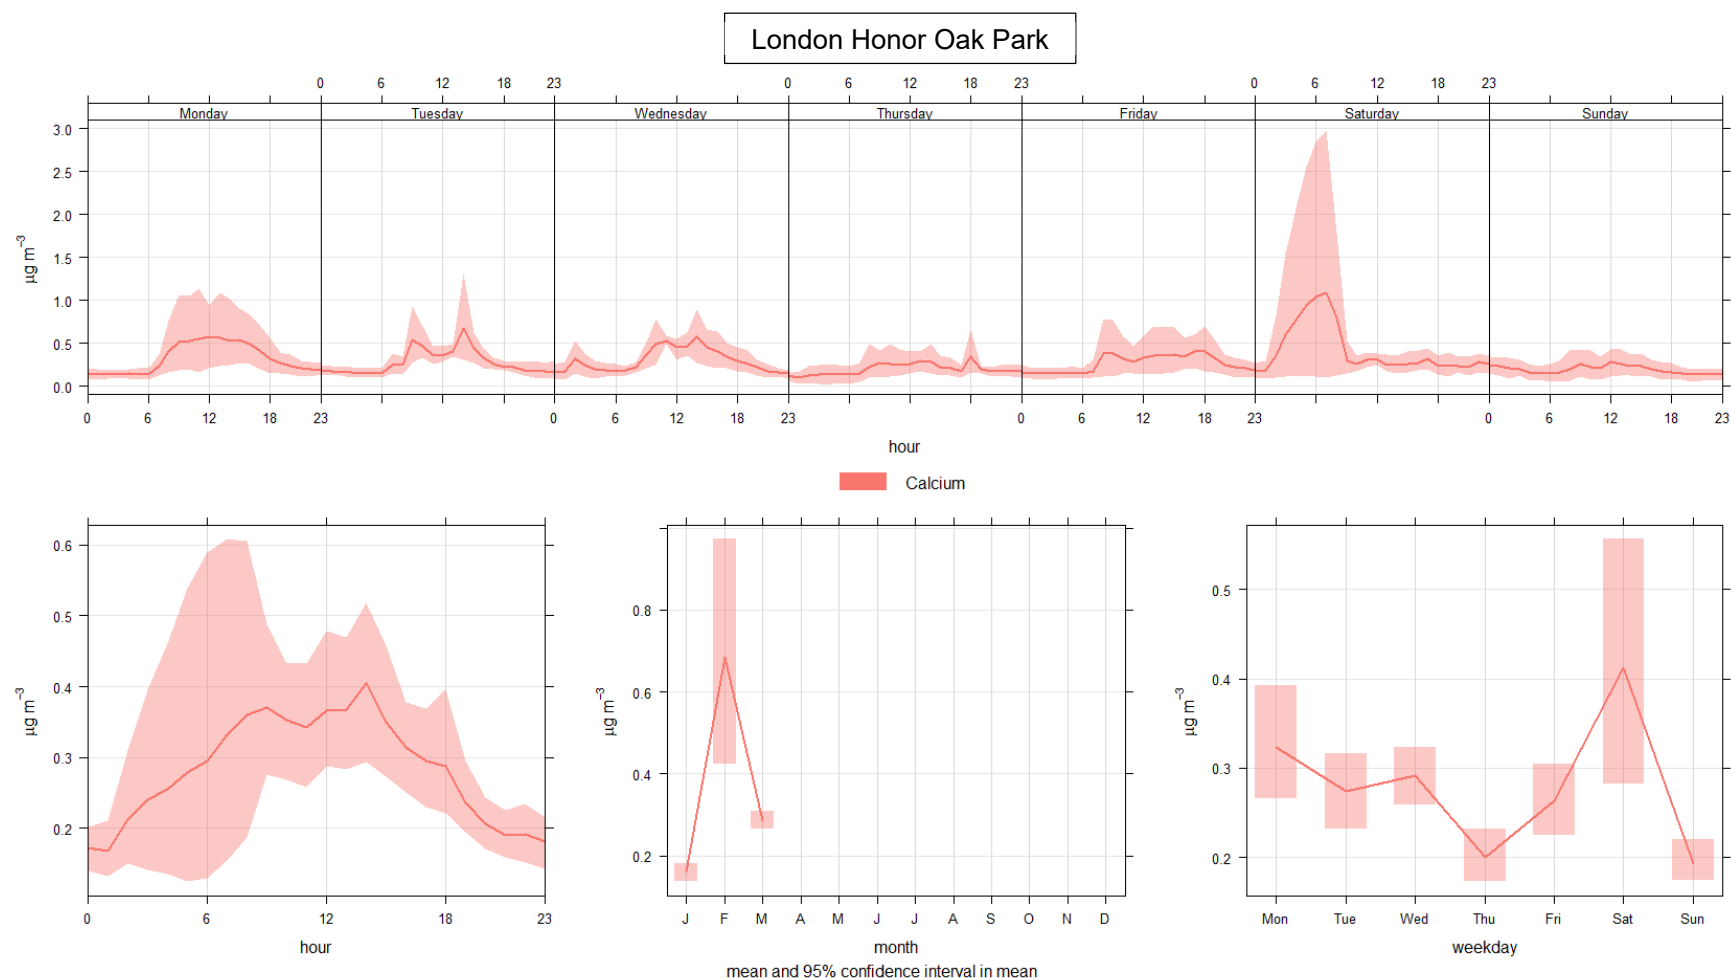 London Honor Oak Park
0 6 12 18 23 0 6 12 18 23 0 6 12 18 23
Monday Tuesday Wednesday Thursday Friday Saturday Sunday
3.0
2.5
2.0
1.5
1.0
0.5
0.0
µg m⁻³
0 6 12 18 23 0 6 12 18 23 0 6 12 18 23 0 6 12 18 23
hour
Calcium
0.6
0.5
0.4
0.3
0.2
µg m⁻³
0 6 12 18 23
hour
0.8
0.6
0.4
0.2
µg m⁻³
J F M A M J J A S O N D
month
0.5
0.4
0.3
0.2
µg m⁻³
Mon Tue Wed Thu Fri Sat Sun
weekday
mean and 95% confidence interval in mean